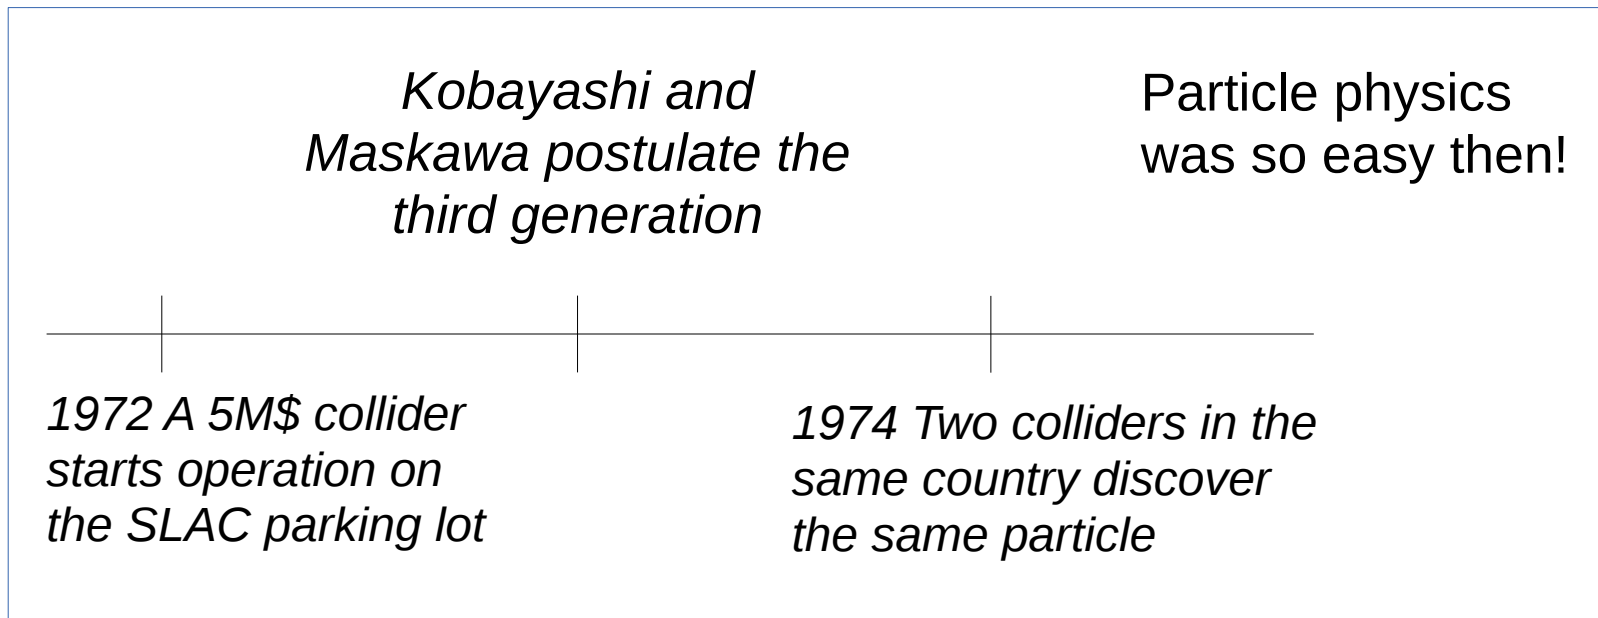 Kobayashi and
Maskawa postulate the
third generation
Particle physics
was so easy then!
1972 A 5M$ collider
starts operation on
the SLAC parking lot
1974 Two colliders in the
same country discover
the same particle